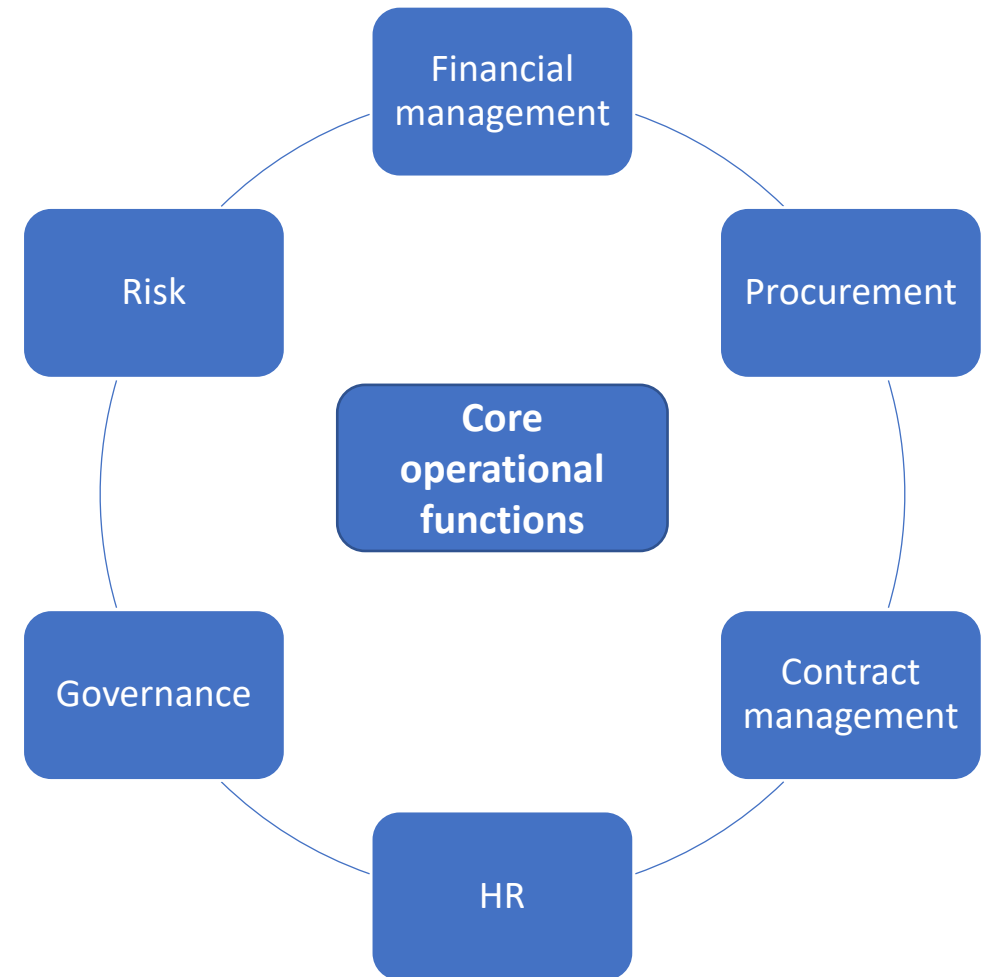 Financial
management
Risk
Procurement
Core
operational
functions
Governance
Contract
management
HR